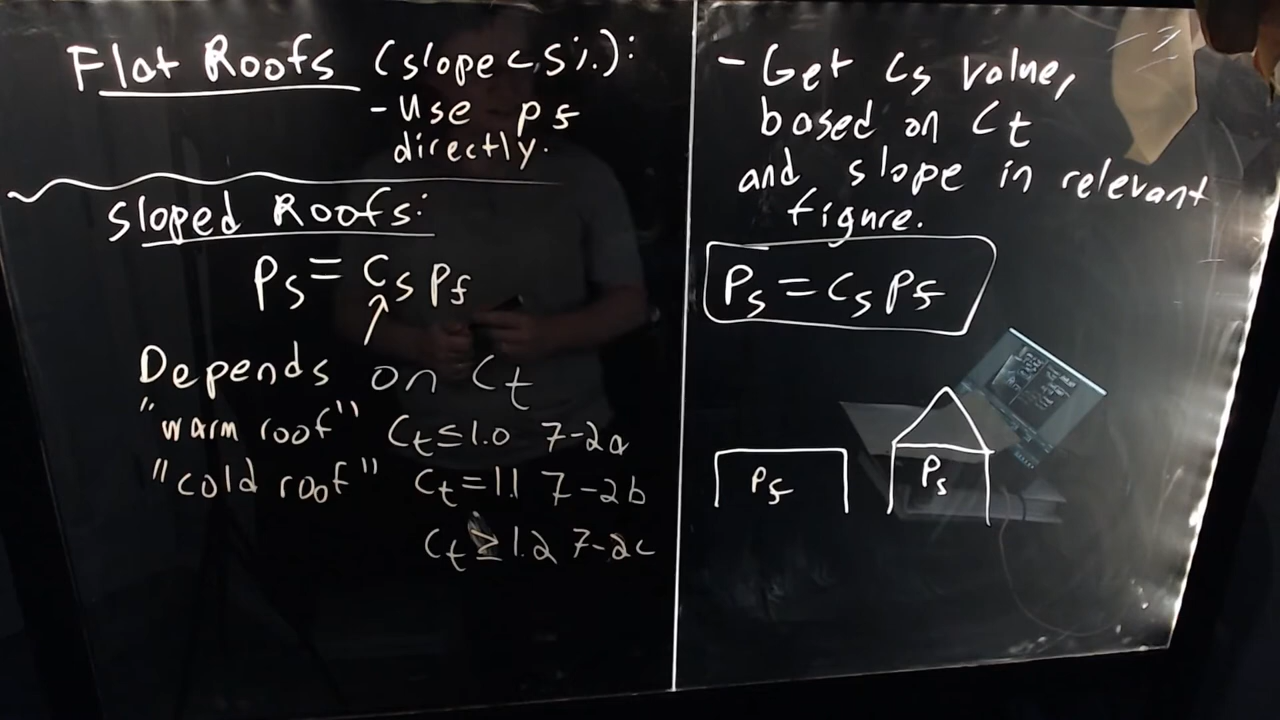 Flat Roofs (slope < 5%):
- Use pf
directly.
Sloped Roofs:
Ps = Cs Pf
Depends on Ct
"warm roof" Ct ≤ 1.0 7-2a
"cold roof" Ct = 1.1 7-2b
Ct ≥ 1.2 7-2c
- Get Cs value,
based on Ct
and slope in relevant
figure.
Ps = Cs Pf
Pf
Ps